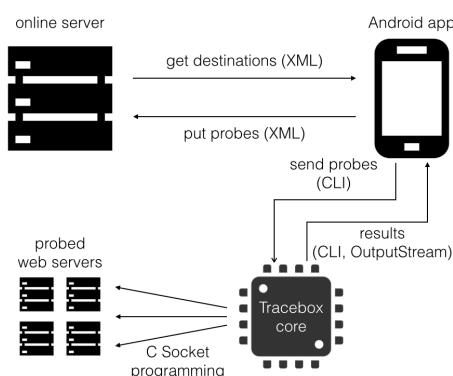 online server
Android app
get destinations (XML)
put probes (XML)
send probes
(CLI)
results
(CLI, OutputStream)
probed
web servers
Tracebox
core
C Socket
programming